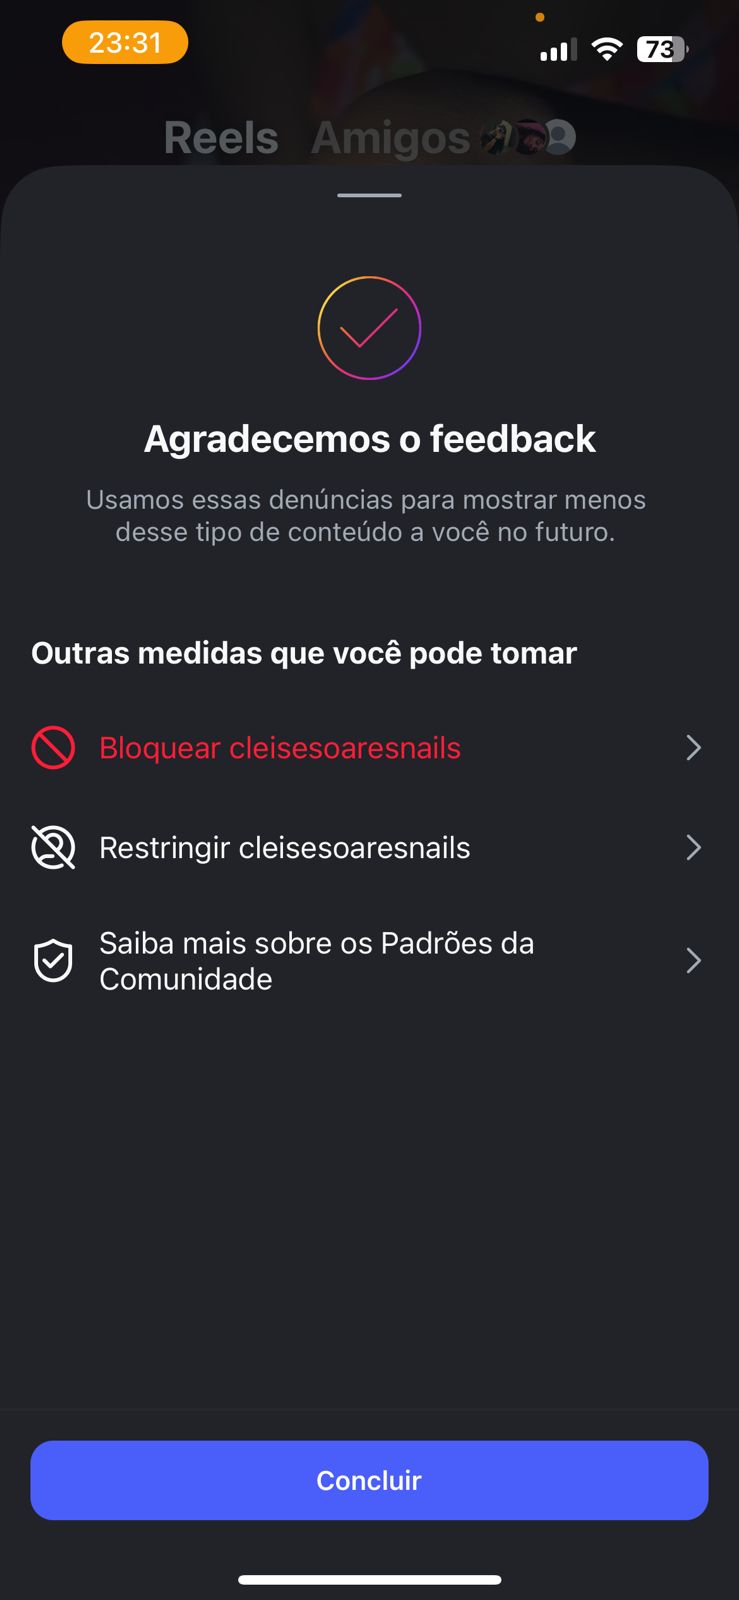 23:31
73
Reels Amigos
Agradecemos o feedback
Usamos essas denúncias para mostrar menos
desse tipo de conteúdo a você no futuro.
Outras medidas que você pode tomar
Bloquear cleisesoaresnails
Restringir cleisesoaresnails
Saiba mais sobre os Padrões da
Comunidade
Concluir